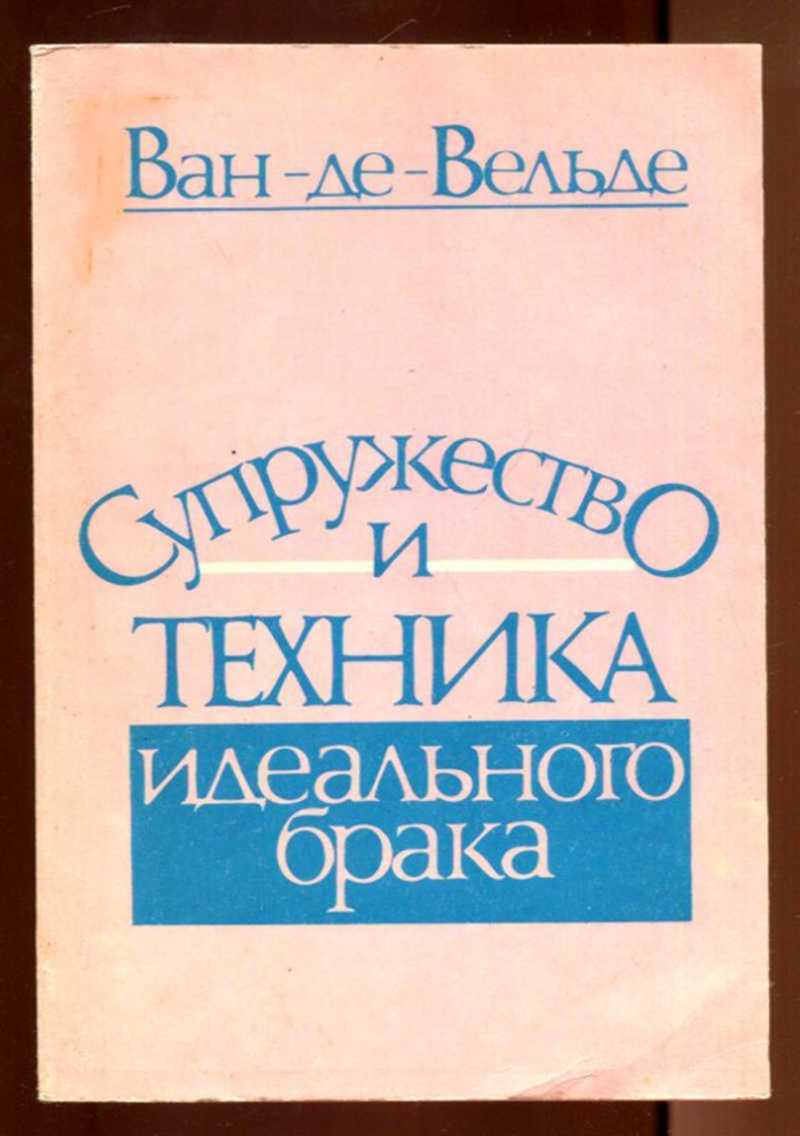 Ван-де-Вельде
Супружество
и
ТЕХНИКА
идеального
брака